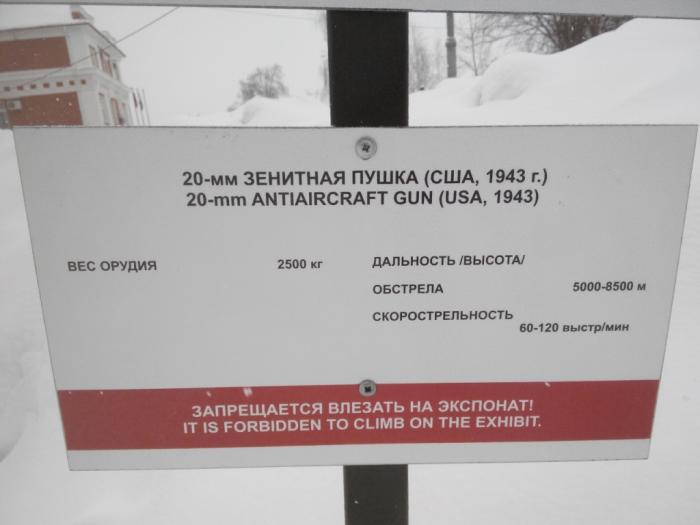 20-мм ЗЕНИТНАЯ ПУШКА (США, 1943 г.)
20-mm ANTIAIRCRAFT GUN (USA, 1943)
ВЕС ОРУДИЯ 2500 кг
ДАЛЬНОСТЬ /ВЫСОТА/
ОБСТРЕЛА 5000-8500 м
СКОРОСТРЕЛЬНОСТЬ
60-120 выстр/мин
ЗАПРЕЩАЕТСЯ ВЛЕЗАТЬ НА ЭКСПОНАТ!
IT IS FORBIDDEN TO CLIMB ON THE EXHIBIT.